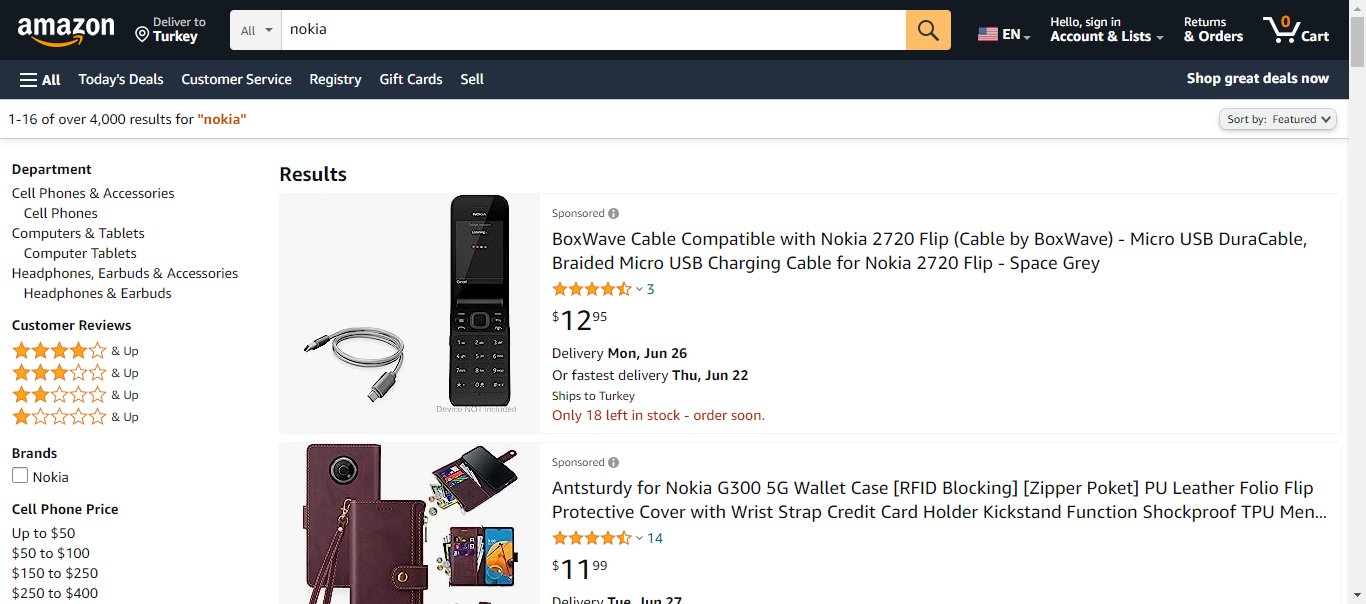 amazon
Deliver to
Turkey
All
nokia
EN
Hello, sign in
Account & Lists
Returns
& Orders
0
Cart
All
Today's Deals
Customer Service
Registry
Gift Cards
Sell
Shop great deals now
1-16 of over 4,000 results for "nokia"
Sort by: Featured
Department
Cell Phones & Accessories
Cell Phones
Computers & Tablets
Computer Tablets
Headphones, Earbuds & Accessories
Headphones & Earbuds
Customer Reviews
& Up
& Up
& Up
& Up
Brands
Nokia
Cell Phone Price
Up to $50
$50 to $100
$150 to $250
$250 to $400
Results
NOKIA
Device NOT included
Sponsored
BoxWave Cable Compatible with Nokia 2720 Flip (Cable by BoxWave) - Micro USB DuraCable,
Braided Micro USB Charging Cable for Nokia 2720 Flip - Space Grey
3
$12 95
Delivery Mon, Jun 26
Or fastest delivery Thu, Jun 22
Ships to Turkey
Only 18 left in stock - order soon.
Sponsored
Antsturdy for Nokia G300 5G Wallet Case [RFID Blocking] [Zipper Poket] PU Leather Folio Flip
Protective Cover with Wrist Strap Credit Card Holder Kickstand Function Shockproof TPU Men...
14
$11 99
Delivery Tue, Jun 27